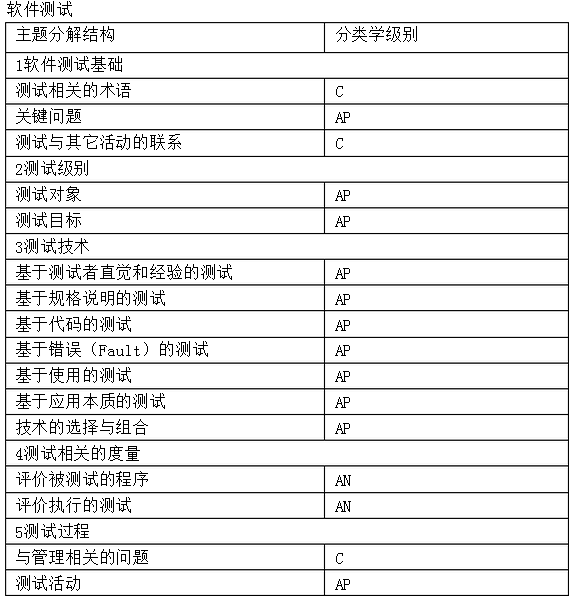 软件测试
主题分解结构 分类学级别
1软件测试基础
测试相关的术语 C
关键问题 AP
测试与其它活动的联系 C
2测试级别
测试对象 AP
测试目标 AP
3测试技术
基于测试者直觉和经验的测试 AP
基于规格说明的测试 AP
基于代码的测试 AP
基于错误（Fault）的测试 AP
基于使用的测试 AP
基于应用本质的测试 AP
技术的选择与组合 AP
4测试相关的度量
评价被测试的程序 AN
评价执行的测试 AN
5测试过程
与管理相关的问题 C
测试活动 AP